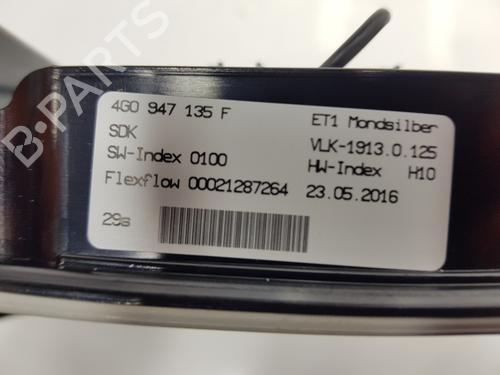 4G0 947 135 F ET1 Mondsilber
SDK VLK-1913.0.125
SW-Index 0100 HW-Index H10
Flexflow 00021287264 23.05.2016
29s
B-PARTS